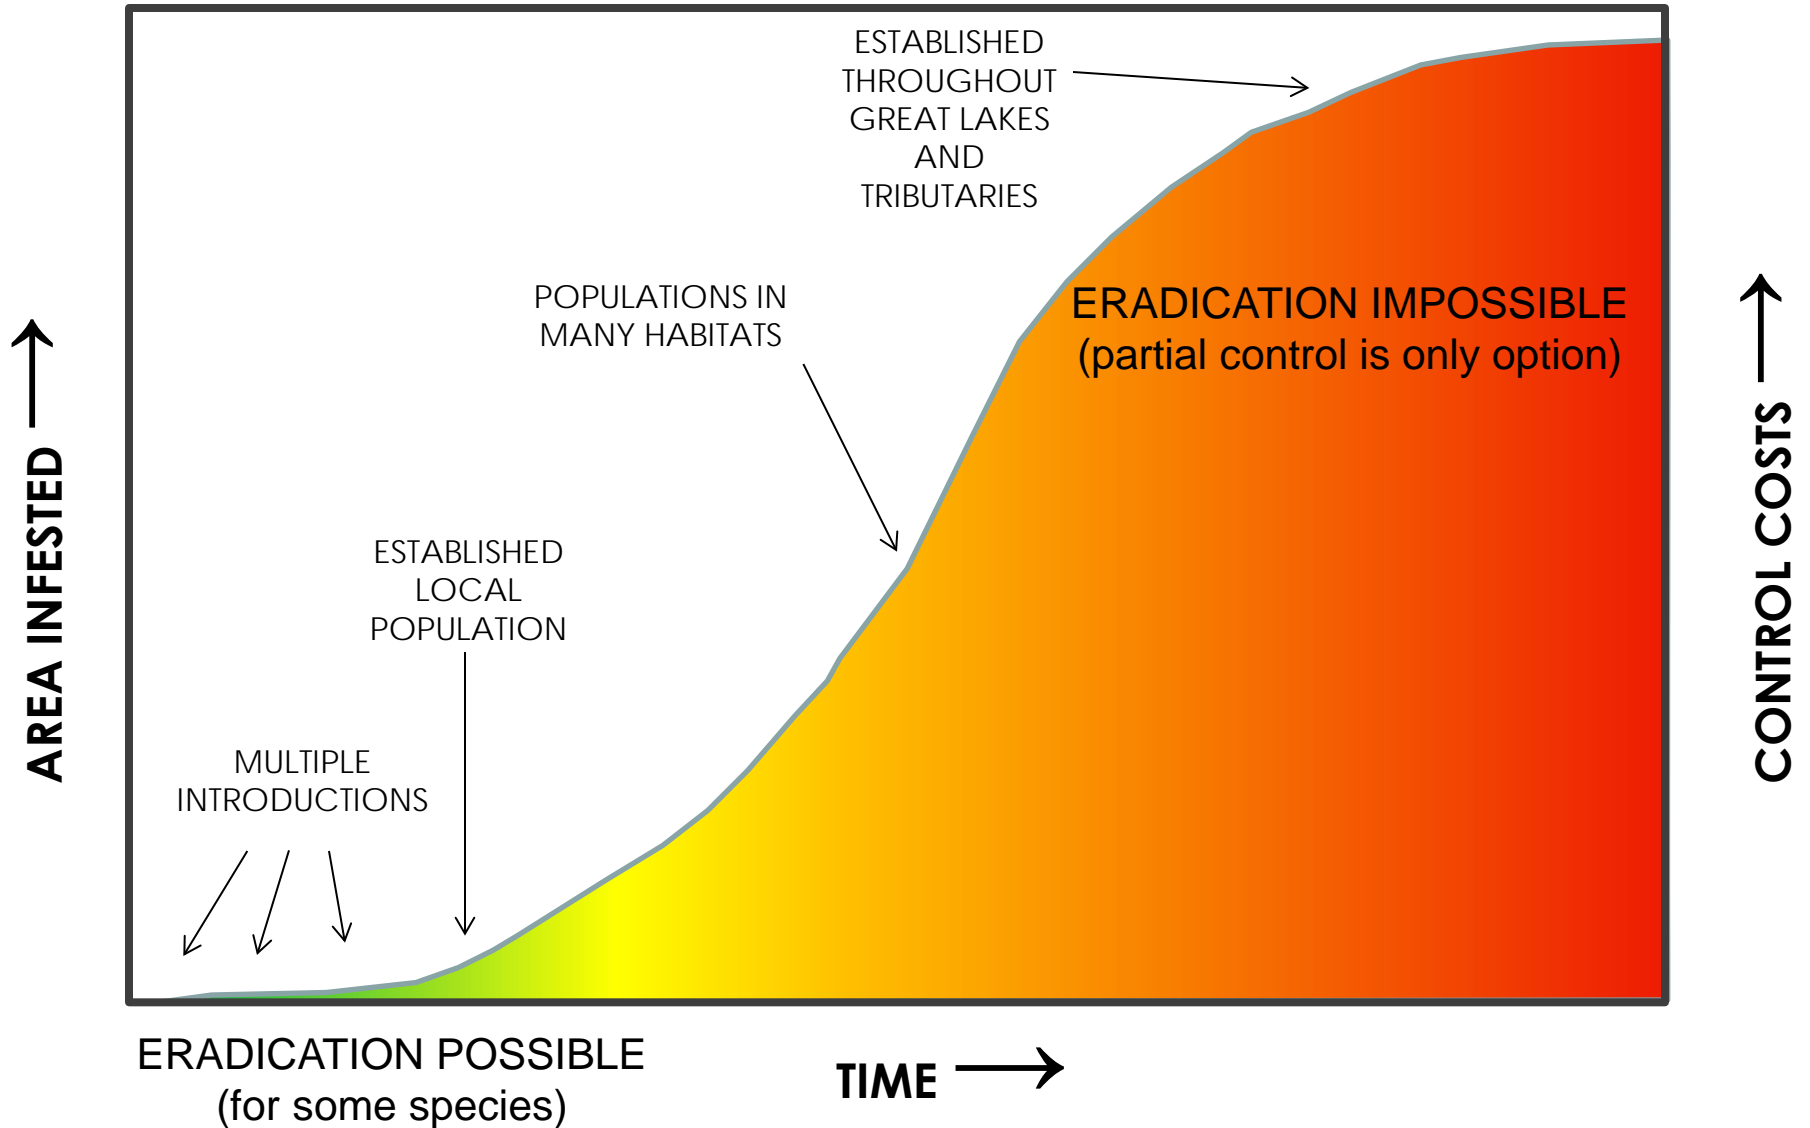 ESTABLISHED
THROUGHOUT
GREAT LAKES
AND
TRIBUTARIES
POPULATIONS IN
MANY HABITATS
ERADICATION IMPOSSIBLE
(partial control is only option)
AREA INFESTED
CONTROL COSTS
ESTABLISHED
LOCAL
POPULATION
MULTIPLE
INTRODUCTIONS
ERADICATION POSSIBLE
(for some species)
TIME